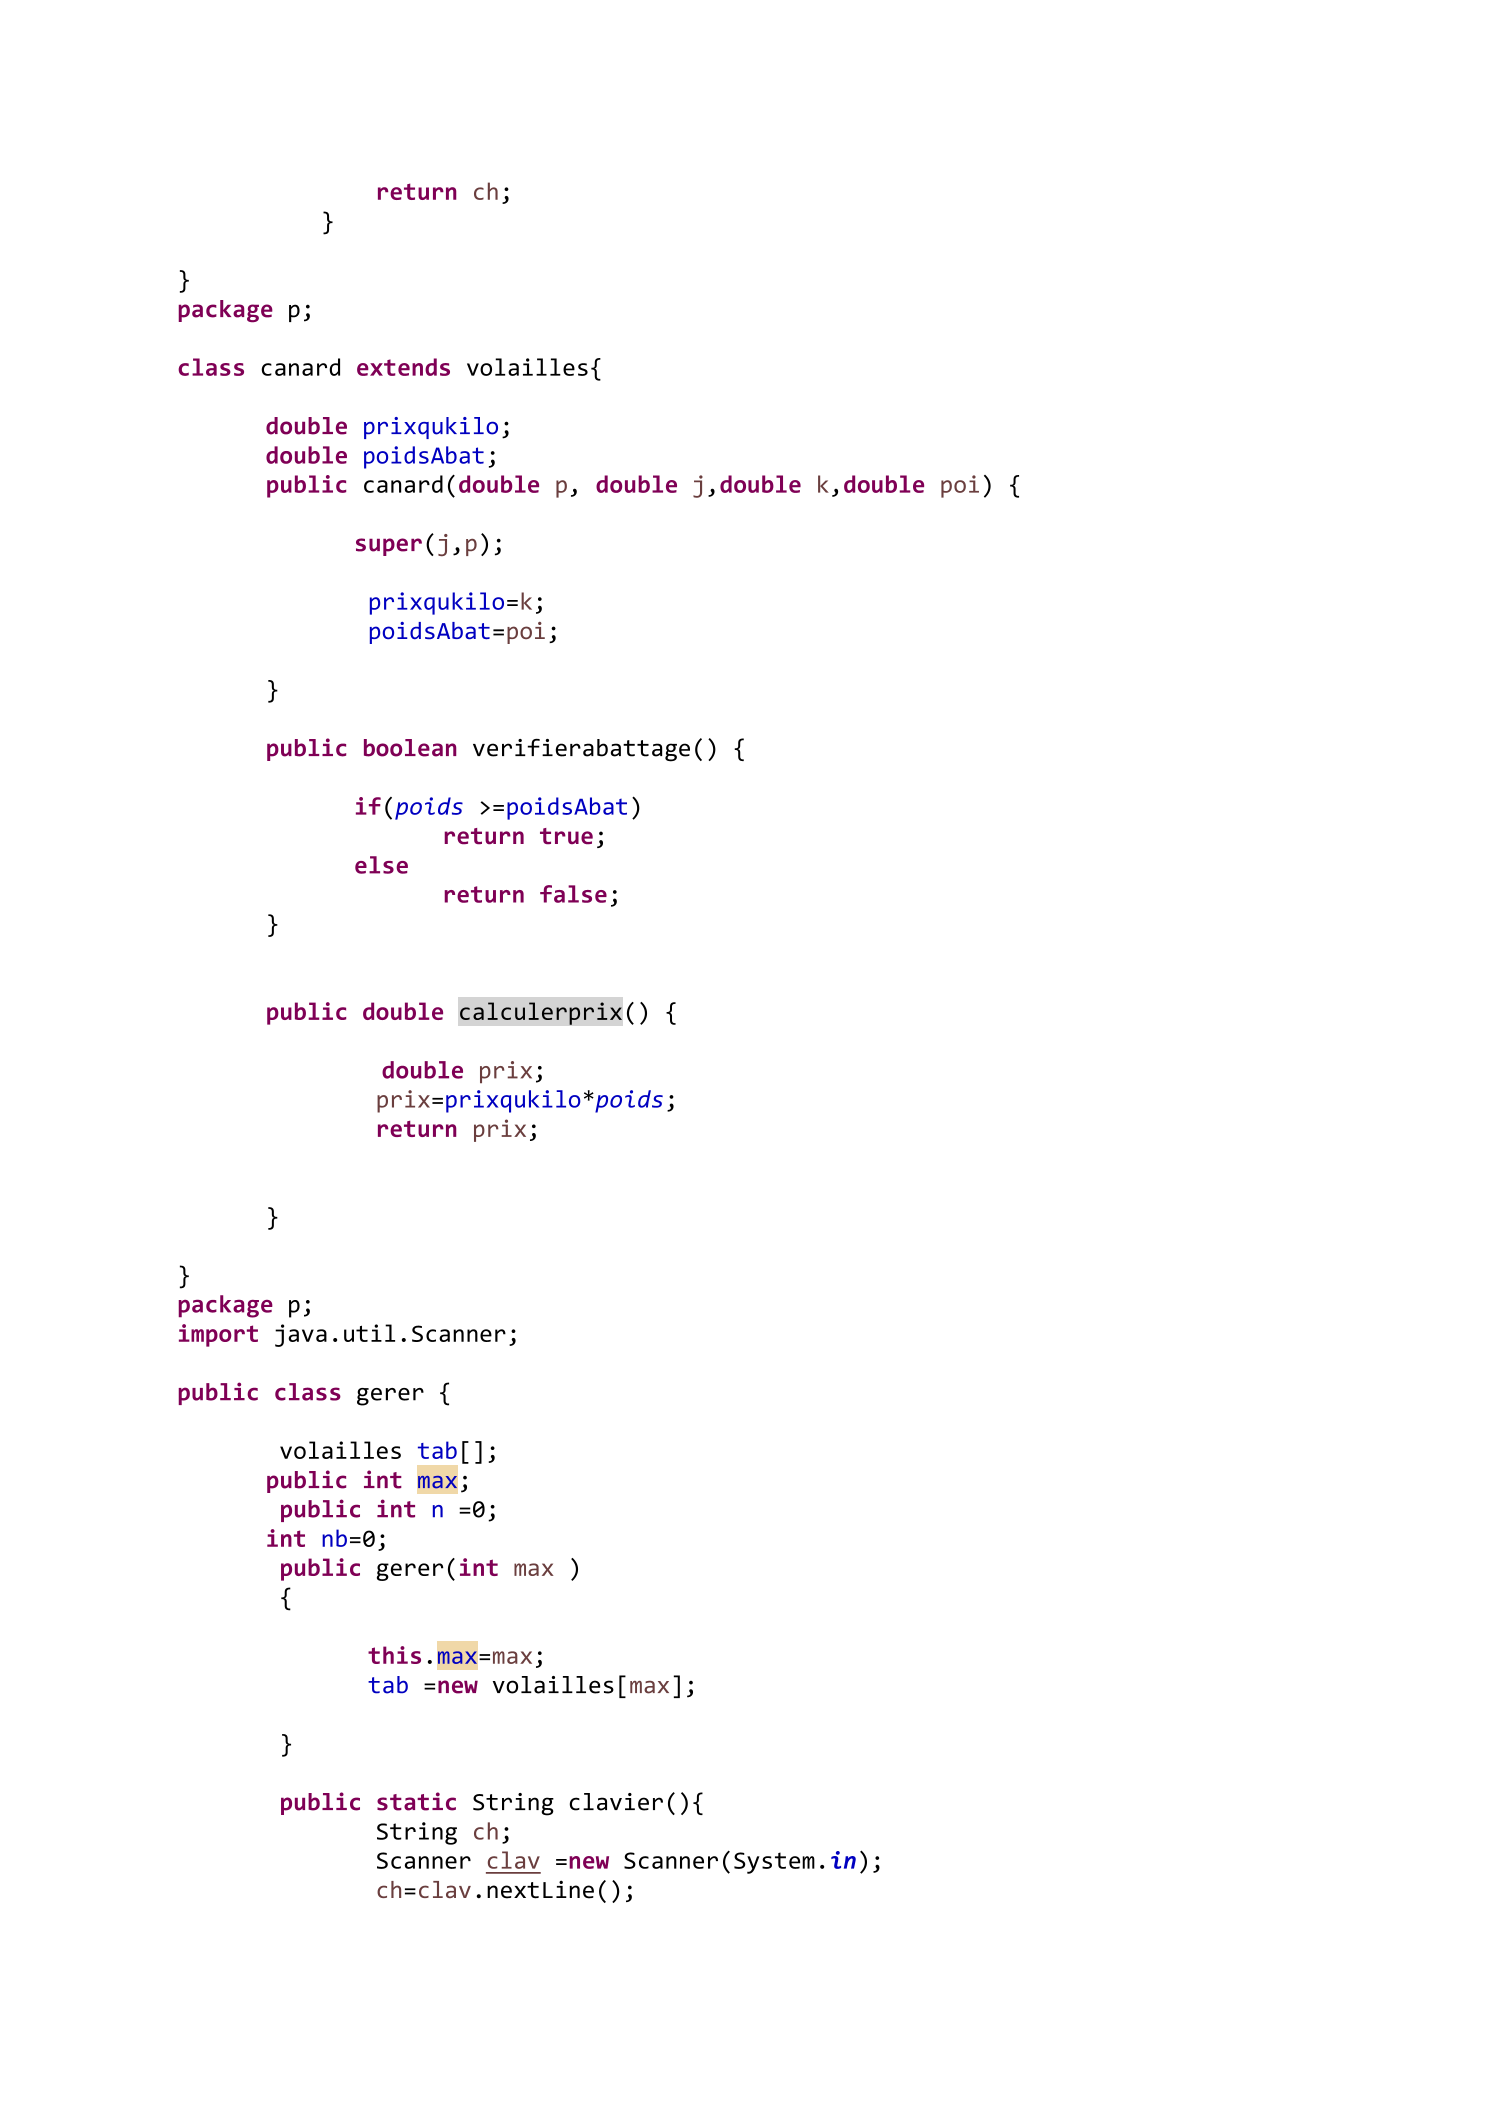 return ch;
}
}
package p;
class canard extends volailles{
double prixqukilo;
double poidsAbat;
public canard(double p, double j,double k,double poi) {
super(j,p);
prixqukilo=k;
poidsAbat=poi;
}
public boolean verifierabattage() {
if(poids >=poidsAbat)
return true;
else
return false;
}
public double calculerprix() {
double prix;
prix=prixqukilo*poids;
return prix;
}
}
package p;
import java.util.Scanner;
public class gerer {
volailles tab[];
public int max;
public int n =0;
int nb=0;
public gerer(int max )
{
this.max=max;
tab =new volailles[max];
}
public static String clavier(){
String ch;
Scanner clav =new Scanner(System.in);
ch=clav.nextLine();